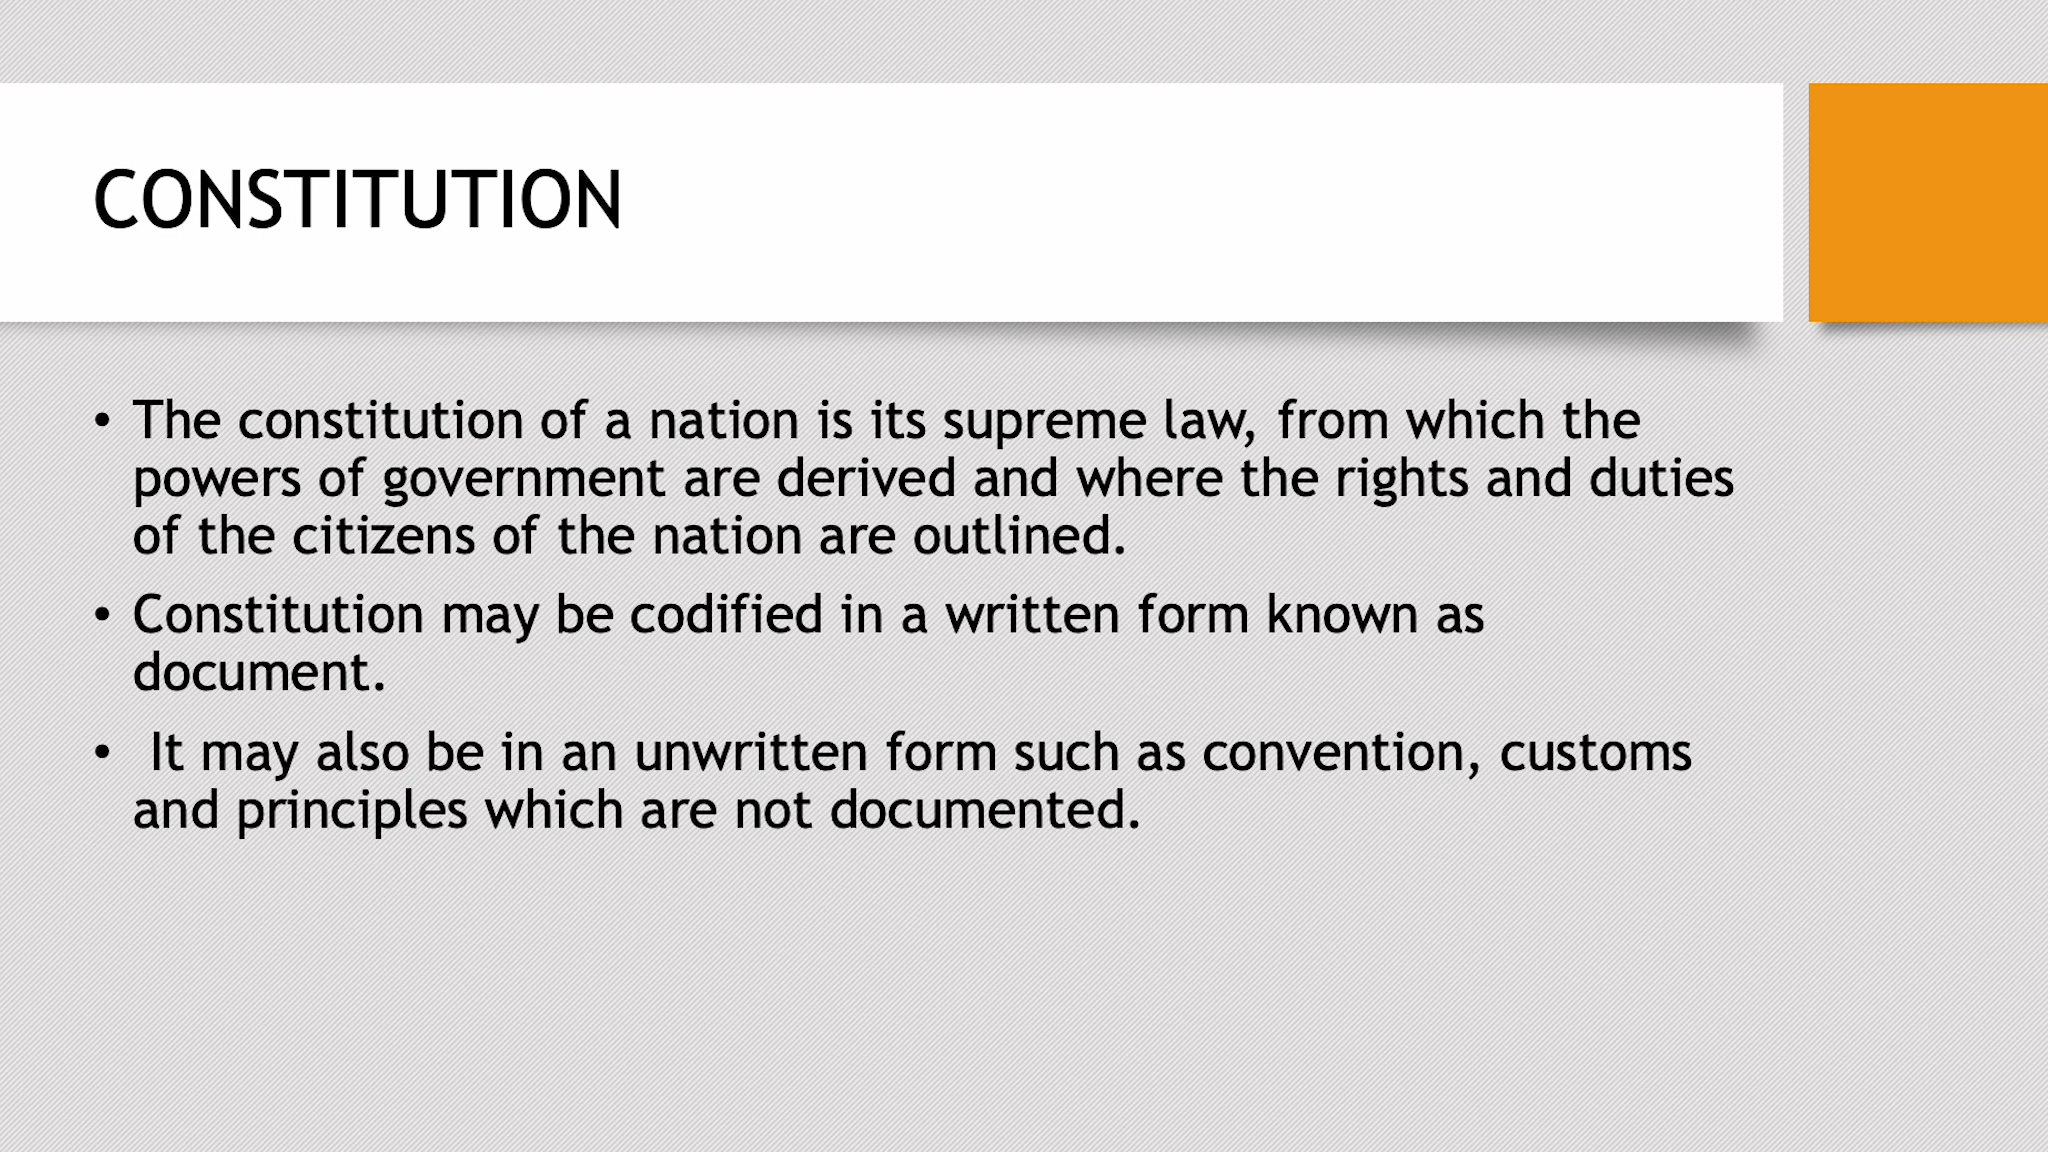 CONSTITUTION
• The constitution of a nation is its supreme law, from which the
powers of government are derived and where the rights and duties
of the citizens of the nation are outlined.
• Constitution may be codified in a written form known as
document.
• It may also be in an unwritten form such as convention, customs
and principles which are not documented.